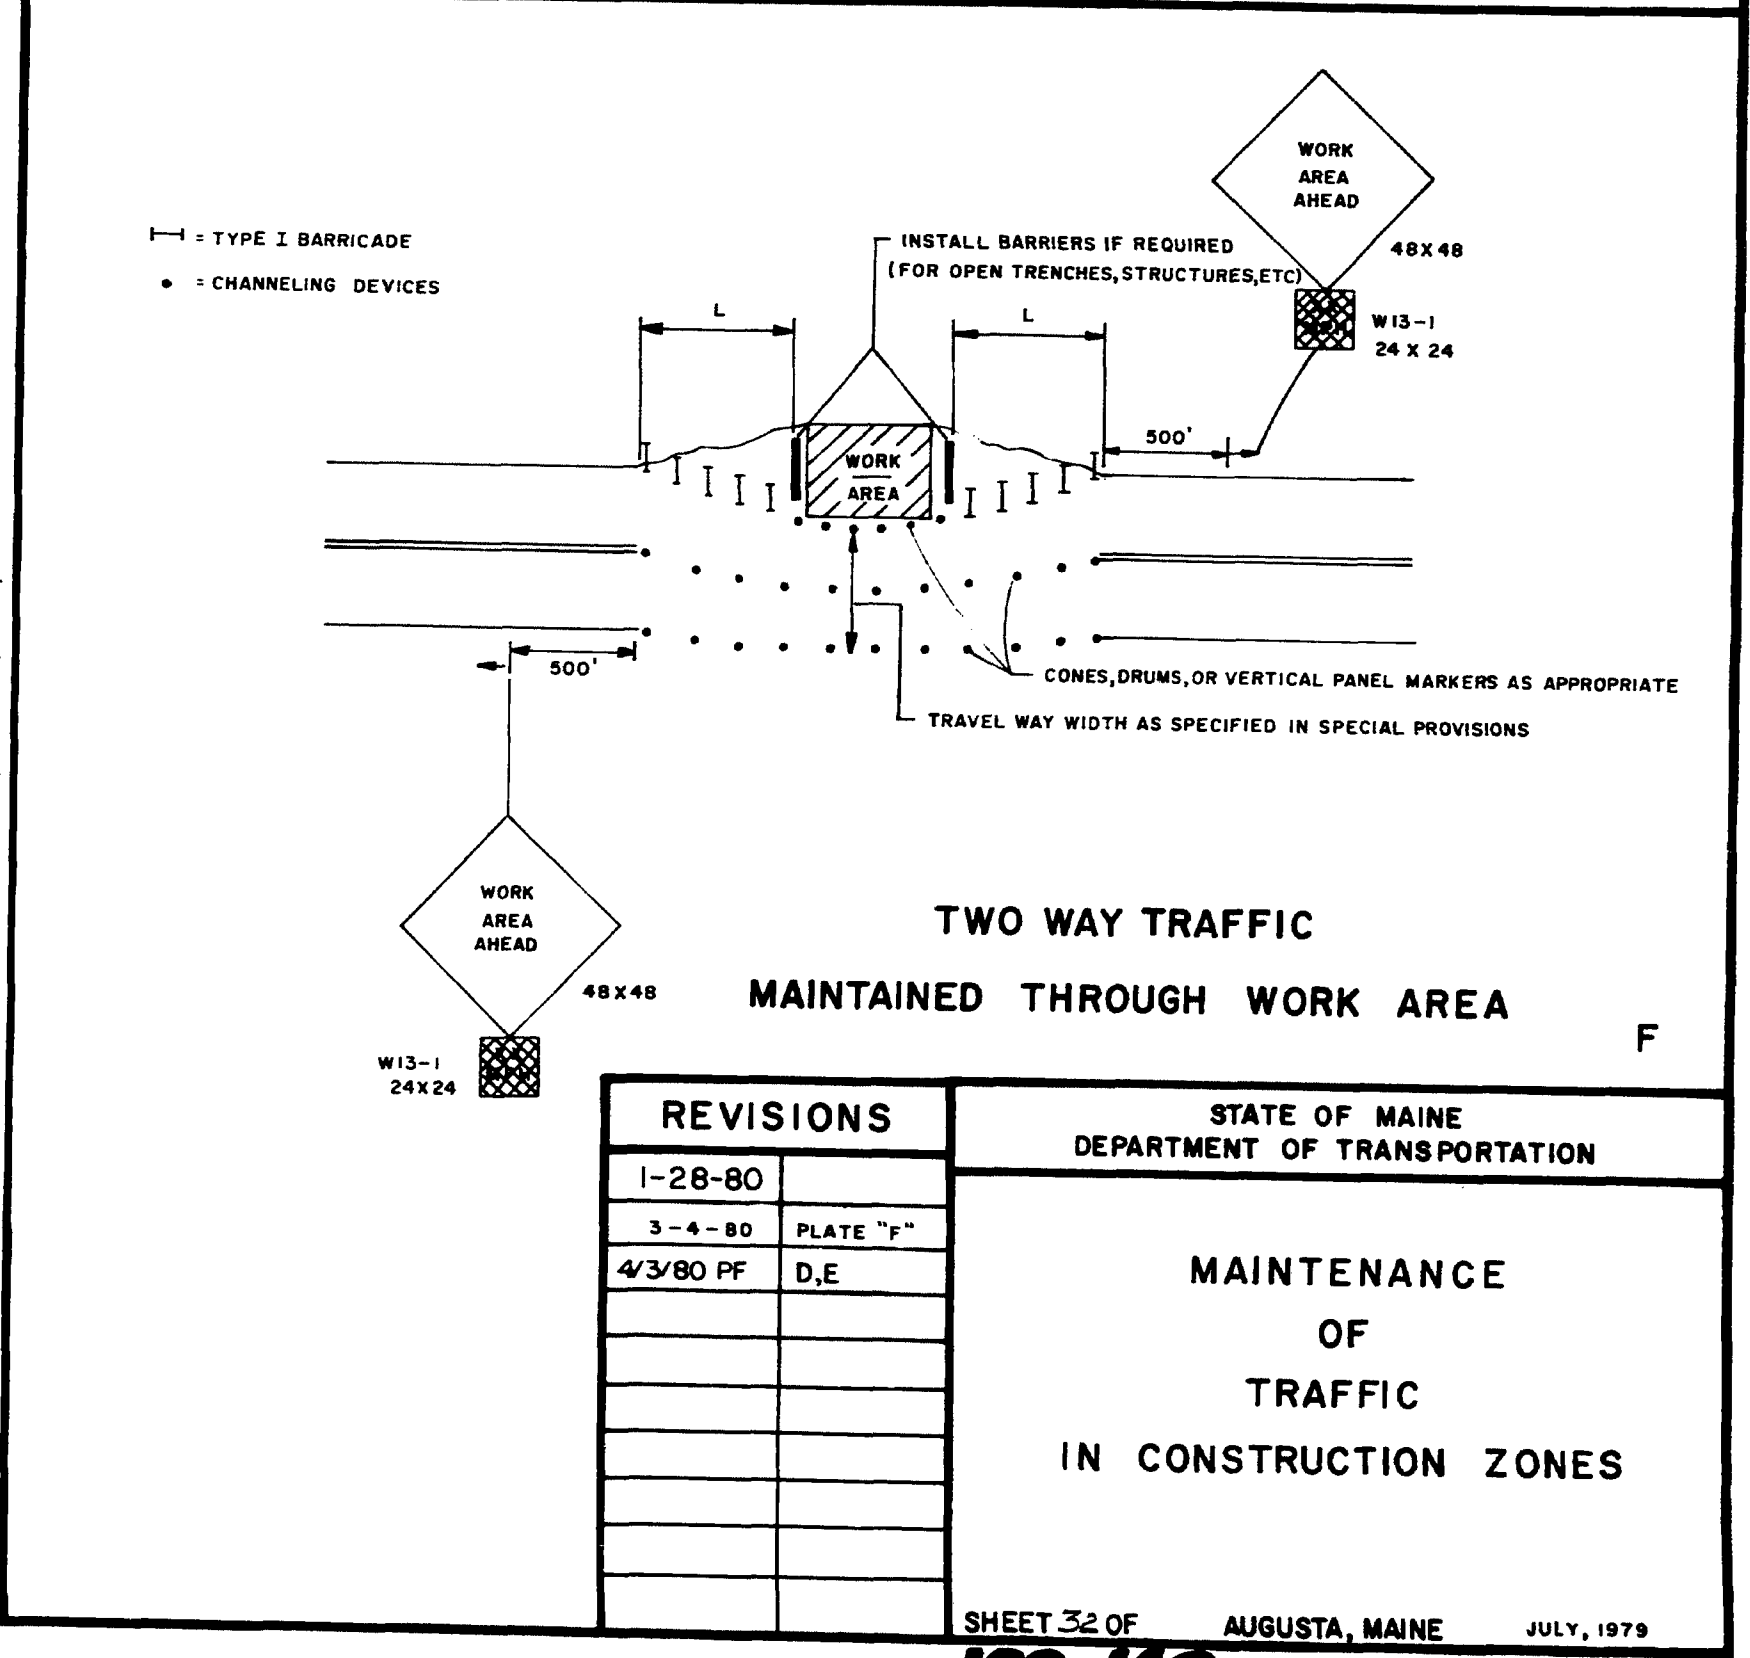 WORK
AREA
AHEAD
48X48
W13-1
24 X 24
= TYPE I BARRICADE
= CHANNELING DEVICES
INSTALL BARRIERS IF REQUIRED
(FOR OPEN TRENCHES, STRUCTURES, ETC)
L
L
500'
WORK
AREA
500'
CONES, DRUMS, OR VERTICAL PANEL MARKERS AS APPROPRIATE
TRAVEL WAY WIDTH AS SPECIFIED IN SPECIAL PROVISIONS
WORK
AREA
AHEAD
48X48
W13-1
24X24
TWO WAY TRAFFIC
MAINTAINED THROUGH WORK AREA
F
REVISIONS
1-28-80
3-4-80 PLATE "F"
4/3/80 PF D,E
STATE OF MAINE
DEPARTMENT OF TRANSPORTATION
MAINTENANCE
OF
TRAFFIC
IN CONSTRUCTION ZONES
SHEET 32 OF AUGUSTA, MAINE JULY, 1979